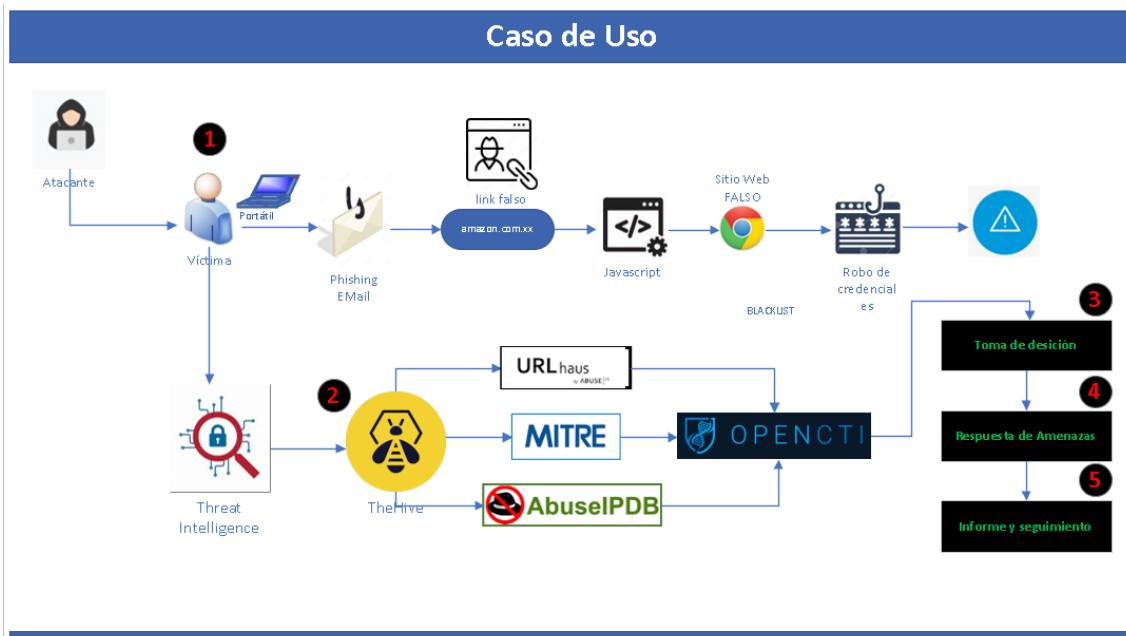 Caso de Uso
Atacante
1
Víctima
Portátil
Phishing
EMail
link falso
amazon.com.xx
Javascript
Sitio Web
FALSO
Robo de
credencial
es
BLACKLIST
3
Toma de desición
4
Respuesta de Amenazas
5
Informe y seguimiento
2
URLhaus
by ABUSE
MITRE
OPENCTI
AbuseIPDB
TheHive
Threat
Intelligence